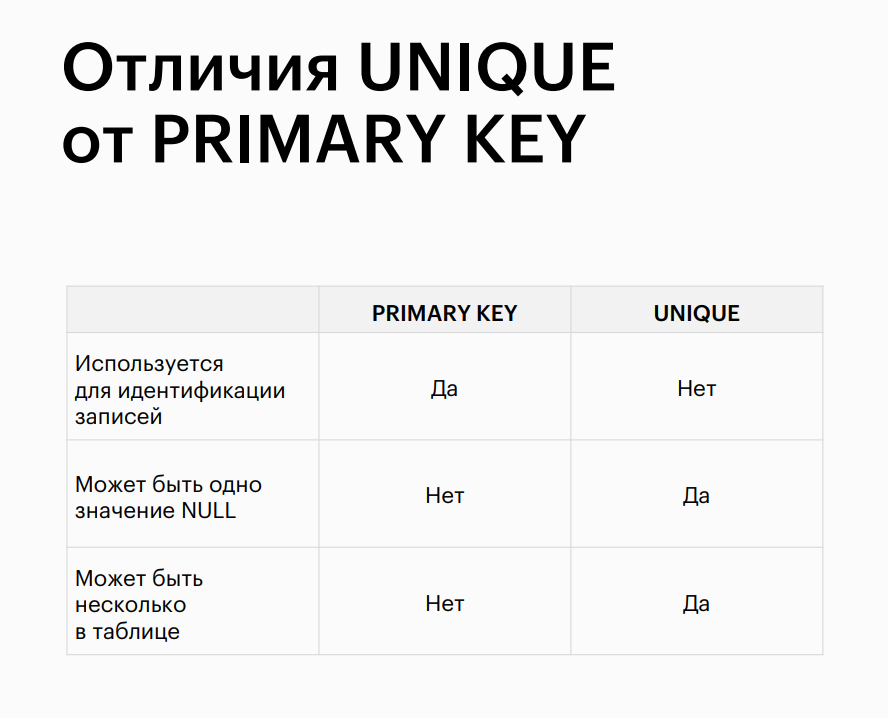 Отличия UNIQUE
от PRIMARY KEY
PRIMARY KEY UNIQUE
Используется
для идентификации
записей
Да Нет
Может быть одно
значение NULL
Нет Да
Может быть
несколько
в таблице
Нет Да